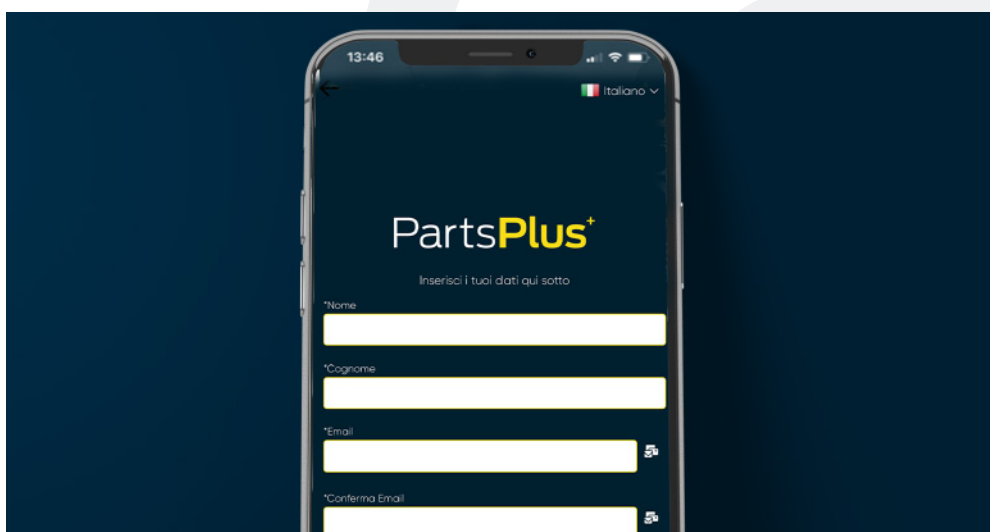 13:46
Italiano
PartsPlus+
Inserisci i tuoi dati qui sotto
*Nome
*Cognome
*Email
*Conferma Email